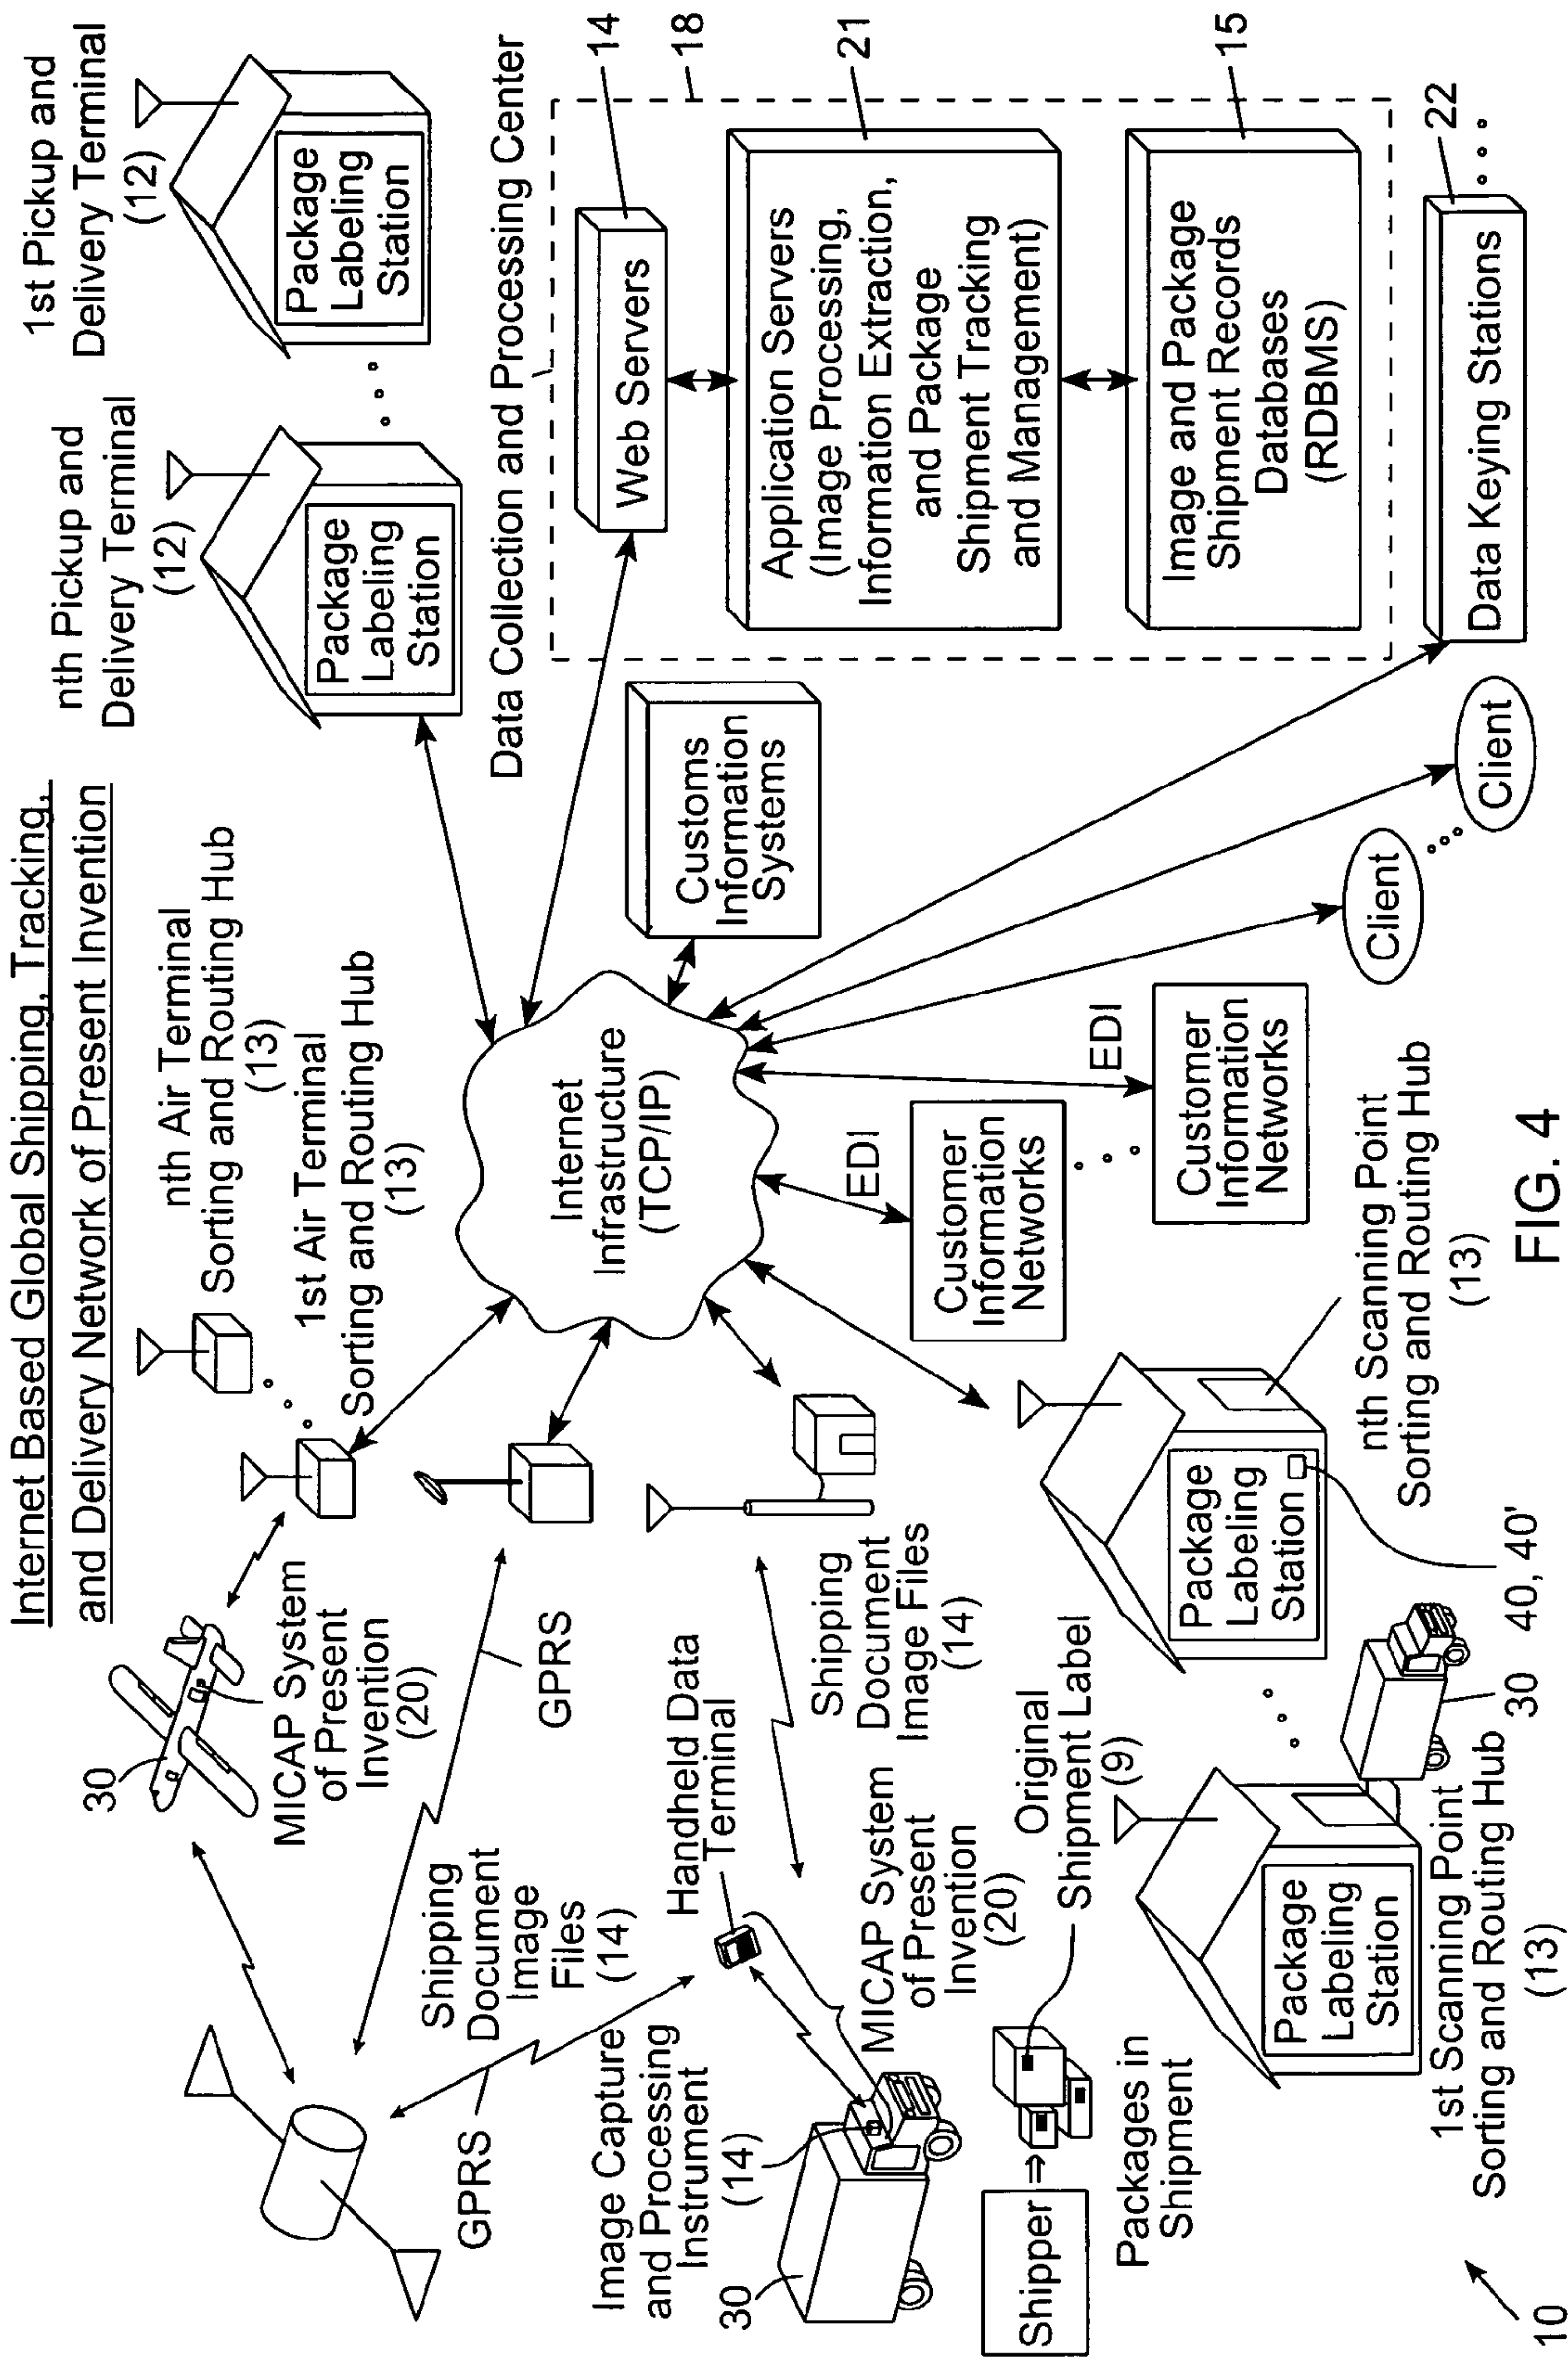 Internet Based Global Shipping, Tracking,
and Delivery Network of Present Invention
30
MICAP System
of Present
Invention
(20)
nth Air Terminal
Sorting and Routing Hub
(13)
1st Air Terminal
Sorting and Routing Hub
(13)
nth Pickup and
Delivery Terminal
(12)
Package
Labeling
Station
1st Pickup and
Delivery Terminal
(12)
Package
Labeling
Station
GPRS
Shipping
Document
Image
Files
(14)
GPRS
Internet
Infrastructure
(TCP/IP)
Data Collection and Processing Center
Web Servers
14
18
Application Servers
(Image Processing,
Information Extraction,
and Package
Shipment Tracking
and Management)
21
Image and Package
Shipment Records
Databases
(RDBMS)
15
Data Keying Stations
22
Customs
Information
Systems
Client
Client
Image Capture
and Processing
Instrument
(14)
Handheld Data
Terminal
Shipping
Document
Image Files
(14)
30
MICAP System
of Present
Invention
(20)
EDI
Customer
Information
Networks
EDI
Customer
Information
Networks
Shipper ⇒
Packages in
Shipment
Original
Shipment Label
(9)
Package
Labeling
Station
1st Scanning Point
Sorting and Routing Hub
(13)
30
Package
Labeling
Station
40, 40'
nth Scanning Point
Sorting and Routing Hub
(13)
10
FIG. 4